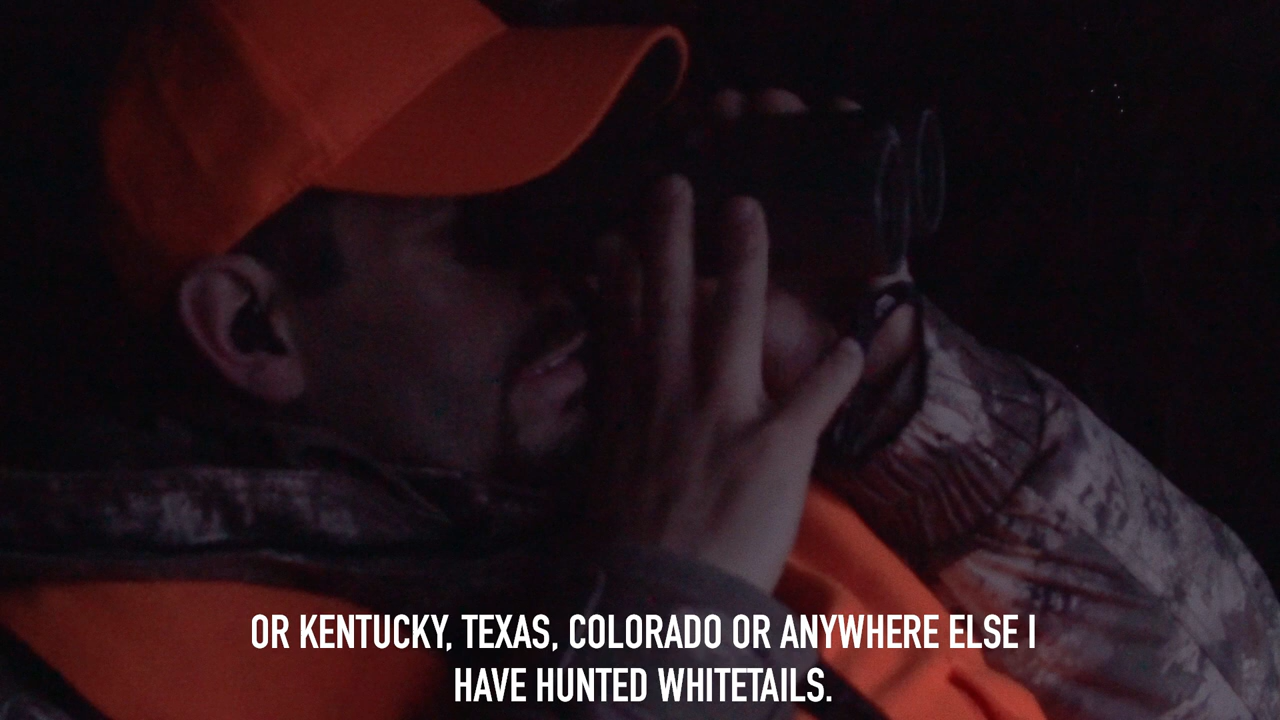 OR KENTUCKY, TEXAS, COLORADO OR ANYWHERE ELSE I
HAVE HUNTED WHITETAILS.